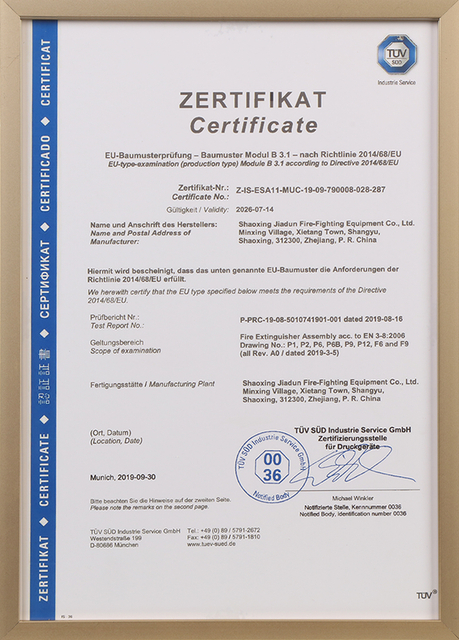 TÜV
SÜD
Industrie Service
ZERTIFIKAT
Certificate
EU-Baumusterprüfung – Baumuster Modul B 3.1 – nach Richtlinie 2014/68/EU
EU-type-examination (production type) Module B 3.1 according to Directive 2014/68/EU
Zertifikat-Nr.: Z-IS-ESA11-MUC-19-09-790008-028-287
Certificate No.:
Gültigkeit / Validity: 2026-07-14
Name und Anschrift des Herstellers: Shaoxing Jiadun Fire-Fighting Equipment Co., Ltd.
Name and Postal Address of Minxing Village, Xietang Town, Shangyu,
Manufacturer: Shaoxing, 312300, Zhejiang, P. R. China
Hiermit wird bescheinigt, dass das unten genannte EU-Baumuster die Anforderungen der
Richtlinie 2014/68/EU erfüllt.
We herewith certify that the EU type specified below meets the requirements of the Directive
2014/68/EU.
Prüfbericht Nr.: P-PRC-19-08-5010741901-001 dated 2019-08-16
Test Report No.:
Geltungsbereich Fire Extinguisher Assembly acc. to EN 3-8:2006
Scope of examination Drawing No.: P1, P2, P6, P6B, P9, P12, F6 and F9
(all Rev. A0 / dated 2019-3-5)
Fertigungsstätte / Manufacturing Plant Shaoxing Jiadun Fire-Fighting Equipment Co., Ltd.
Minxing Village, Xietang Town, Shangyu,
Shaoxing, 312300, Zhejiang, P. R. China
TÜV SÜD Industrie Service GmbH
Zertifizierungsstelle
für Druckgeräte
(Ort, Datum)
(Location, Date)
TÜV SÜD Industrie Service GmbH
00
36
Notified Body
Munich, 2019-09-30
Bitte beachten Sie die Hinweise auf der zweiten Seite.
Please note the remarks on the second page.
Michael Winkler
Notifizierte Stelle, Kennnummer 0036
Notified Body, identification number 0036
TÜV SÜD Industrie Service GmbH Tel.: +49 (0) 89 / 5791-2672
Westendstraße 199 Fax: +49 (0) 89 / 5791-1810
D-80686 München www.tuev-sued.de
TÜV®
ZERTIFIKAT ◆ CERTIFICATE ◆ 認証証書 ◆ СЕРТИФИКАТ ◆ CERTIFICADO ◆ CERTIFICAT